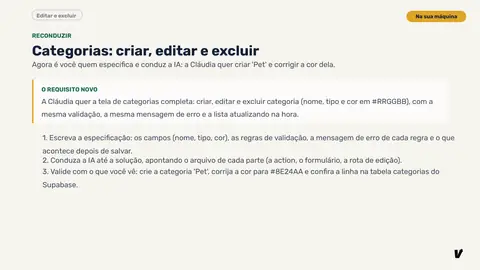 Editar e excluir
Na sua máquina
RECONDUZIR
Categorias: criar, editar e excluir
Agora é você quem especifica e conduz a IA: a Cláudia quer criar 'Pet' e corrigir a cor dela.
O REQUISITO NOVO
A Cláudia quer a tela de categorias completa: criar, editar e excluir categoria (nome, tipo e cor em #RRGGBB), com a
mesma validação, a mesma mensagem de erro e a lista atualizando na hora.
1. Escreva a especificação: os campos (nome, tipo, cor), as regras de validação, a mensagem de erro de cada regra e o que
acontece depois de salvar.
2. Conduza a IA até a solução, apontando o arquivo de cada parte (a action, o formulário, a rota de edição).
3. Valide com o que você vê: crie a categoria 'Pet', corrija a cor para #8E24AA e confira a linha na tabela categorias do
Supabase.
V